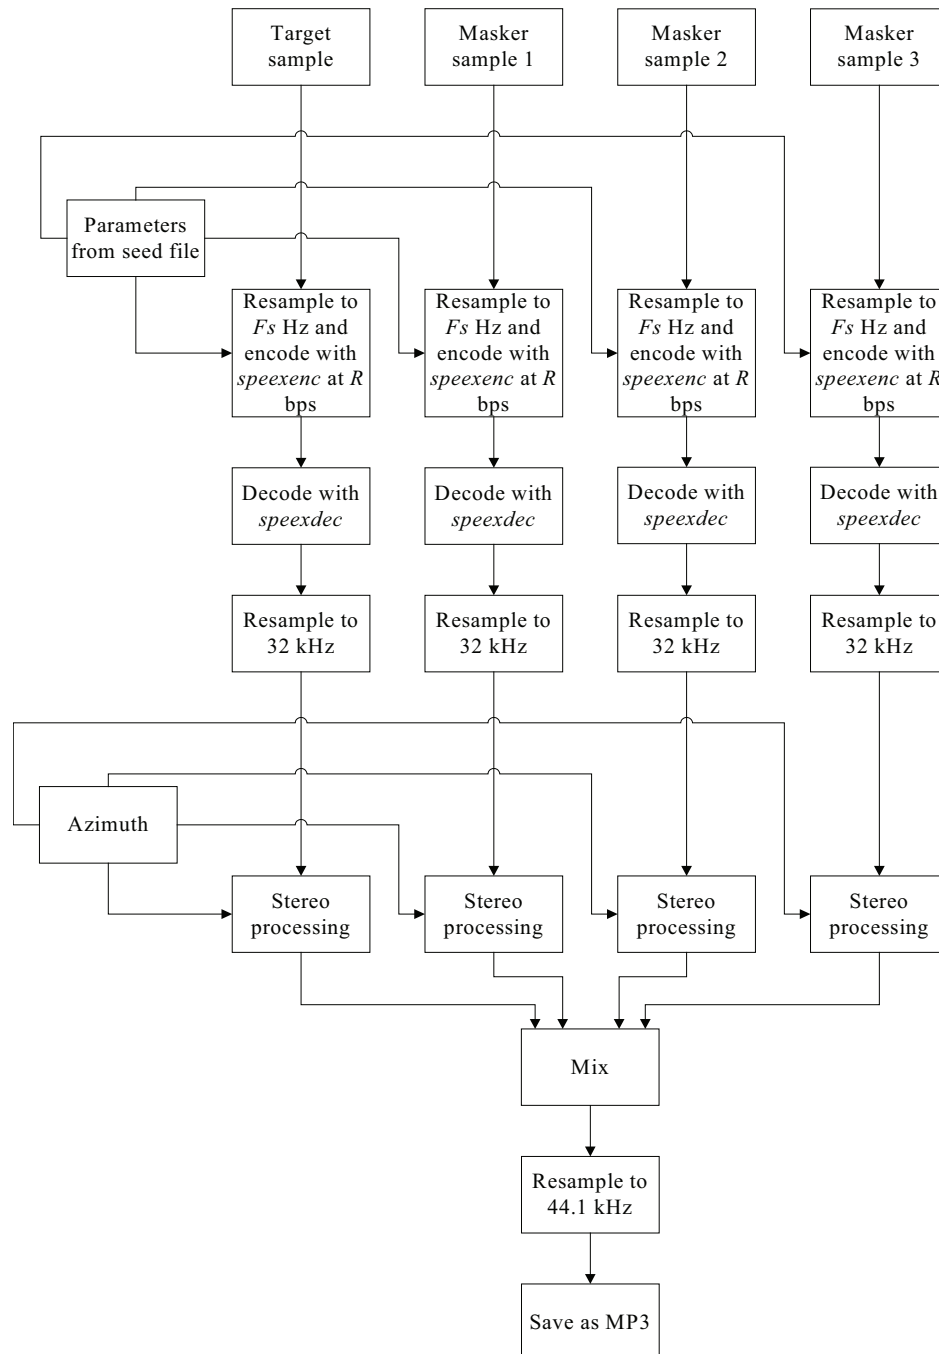 Target
sample
Masker
sample 1
Masker
sample 2
Masker
sample 3
Parameters
from seed file
Resample to
Fs Hz and
encode with
speexenc at R
bps
Resample to
Fs Hz and
encode with
speexenc at R
bps
Resample to
Fs Hz and
encode with
speexenc at R
bps
Resample to
Fs Hz and
encode with
speexenc at R
bps
Decode with
speexdec
Decode with
speexdec
Decode with
speexdec
Decode with
speexdec
Resample to
32 kHz
Resample to
32 kHz
Resample to
32 kHz
Resample to
32 kHz
Azimuth
Stereo
processing
Stereo
processing
Stereo
processing
Stereo
processing
Mix
Resample to
44.1 kHz
Save as MP3